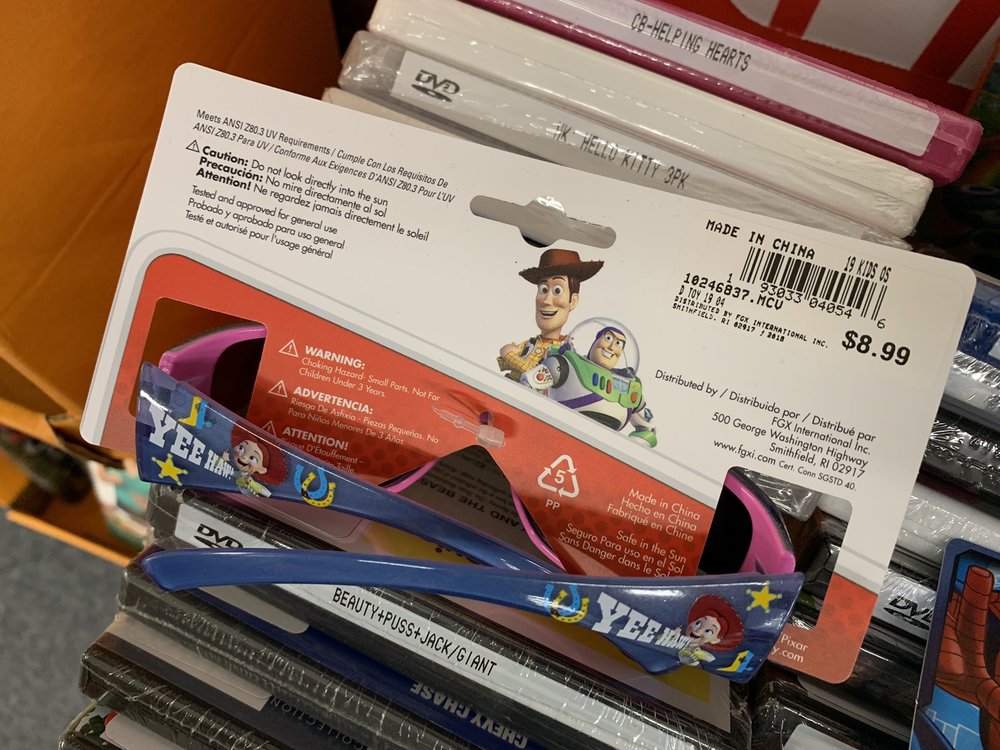 CB-HELPING HEARTS
DVD
HK. HELLO KITTY 3PK
Meets ANSI Z80.3 UV Requirements / Cumple Con Los Requisitos De
ANSI Z80.3 Para UV / Conforme Aux Exigences D'ANSI Z80.3 Pour L'UV
Caution: Do not look directly into the sun
Precaución: No mire directamente al sol
Attention! Ne regardez jamais directement le soleil
Tested and approved for general use
Probado y aprobado para uso general
Testé et autorisé pour l'usage général
MADE IN CHINA
19 KIDS OS
1 93033 04054 6
10246837.MCV
D TOY 19 04
DISTRIBUTED BY FGX INTERNATIONAL INC.
SMITHFIELD, RI 02917 / 2018
$8.99
Distributed by / Distribuido por / Distribué par
FGX International Inc.
500 George Washington Highway
Smithfield, RI 02917
www.fgxi.com Cert. Conn SGSTD 40.
WARNING:
Choking Hazard- Small Parts. Not For
Children Under 3 Years.
ADVERTENCIA:
Riesgo De Asfixia - Piezas Pequeñas. No
Para Niños Menores De 3 Años.
ATTENTION!
D'Étouffement
5
PP
Made in China
Hecho en China
Fabriqué en Chine
Safe in the Sun
Seguro Para uso en el Sol
Sans Danger dans le Sol
YEE HAW!
YEE
Pixar
y.com
AND THE BEAS
DVD
BEAUTY+PUSS+JACK/GIANT
CHEVY CHASE
DVD